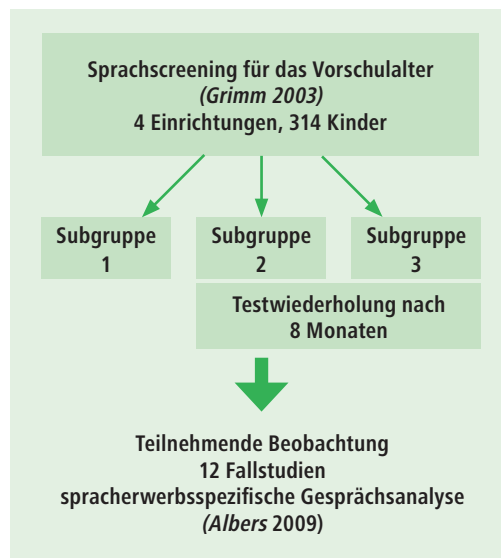 Sprachscreening für das Vorschulalter
(Grimm 2003)
4 Einrichtungen, 314 Kinder
Subgruppe
1
Subgruppe
2
Subgruppe
3
Testwiederholung nach
8 Monaten
Teilnehmende Beobachtung
12 Fallstudien
spracherwerbsspezifische Gesprächsanalyse
(Albers 2009)